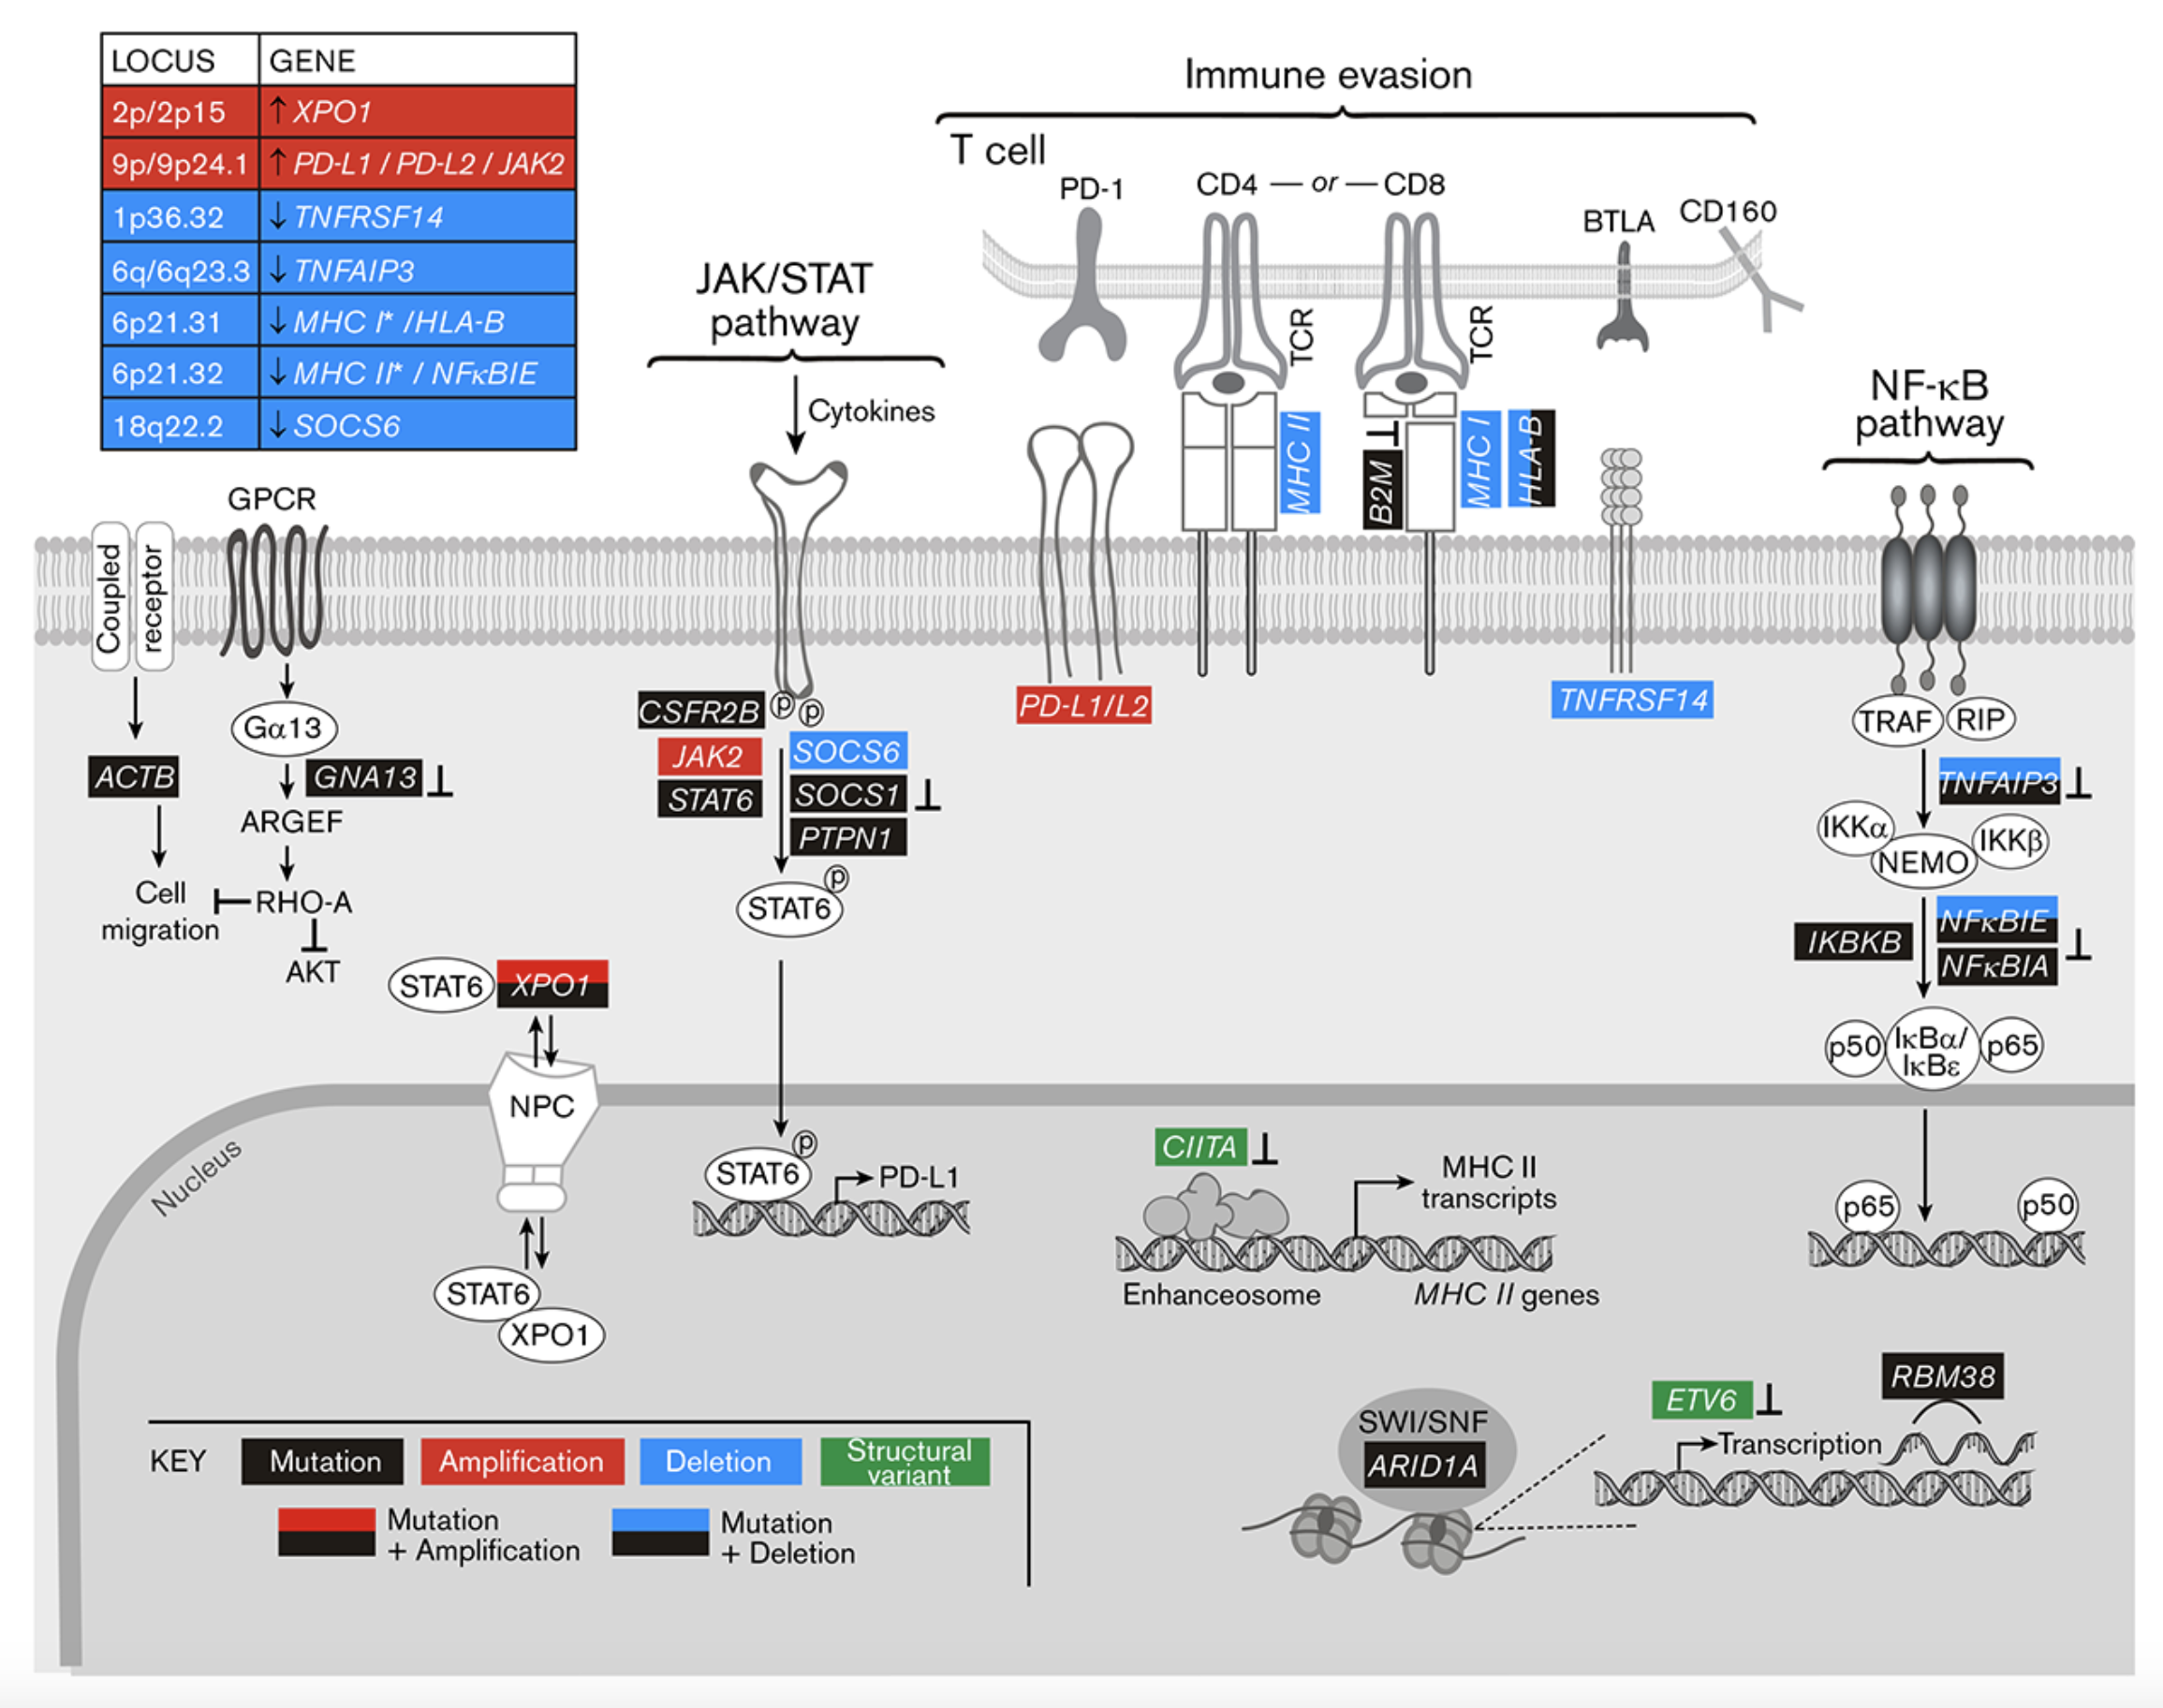 LOCUS GENE
2p/2p15 ↑ XPO1
9p/9p24.1 ↑ PD-L1 / PD-L2 / JAK2
1p36.32 ↓ TNFRSF14
6q/6q23.3 ↓ TNFAIP3
6p21.31 ↓ MHC I* /HLA-B
6p21.32 ↓ MHC II* / NFκBIE
18q22.2 ↓ SOCS6
Immune evasion
T cell
PD-1
CD4 — or — CD8
BTLA
CD160
TCR
TCR
JAK/STAT
pathway
Cytokines
NF-κB
pathway
MHC II
B2M
MHC I
HLA-B
GPCR
Coupled
receptor
Gα13
ACTB
GNA13
ARGEF
Cell
migration
RHO-A
AKT
CSFR2B
p
p
JAK2
STAT6
SOCS6
SOCS1
PTPN1
p
STAT6
PD-L1/L2
TNFRSF14
TRAF
RIP
TNFAIP3
IKKα
NEMO
IKKβ
IKBKB
NFκBIE
NFκBIA
p50
IκBα/
IκBε
p65
STAT6
XPO1
NPC
Nucleus
STAT6
XPO1
p
STAT6
PD-L1
CIITA
MHC II
transcripts
Enhanceosome
MHC II genes
p65
p50
SWI/SNF
ARID1A
ETV6
Transcription
RBM38
KEY
Mutation
Amplification
Deletion
Structural
variant
Mutation
+ Amplification
Mutation
+ Deletion